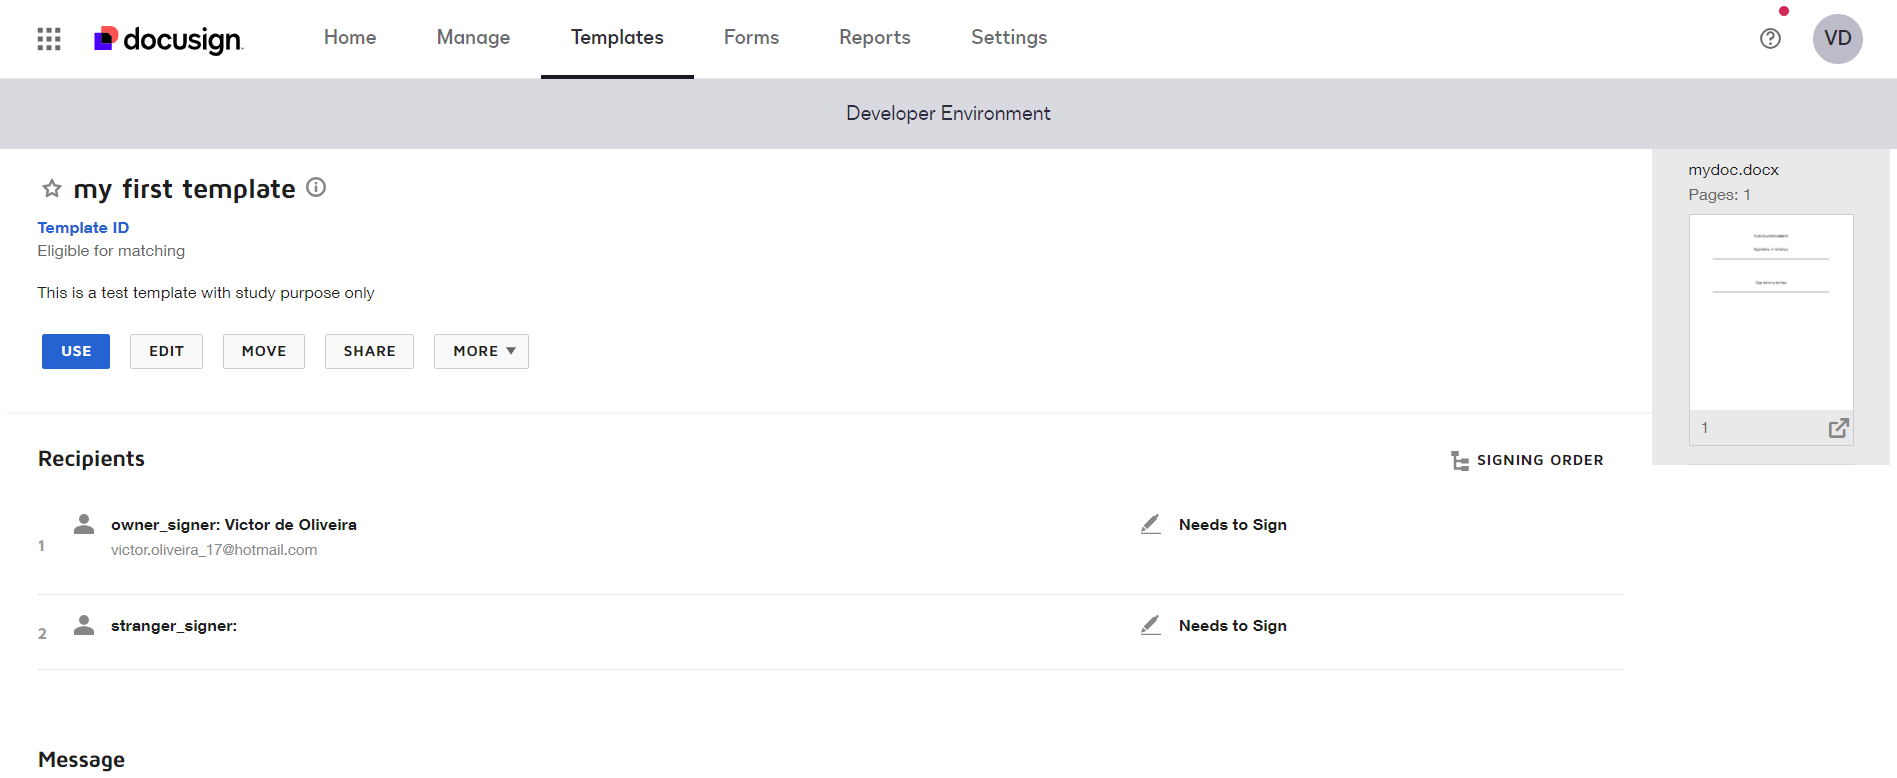 docusign
Home
Manage
Templates
Forms
Reports
Settings
VD
Developer Environment
my first template
Template ID
Eligible for matching
This is a test template with study purpose only
USE
EDIT
MOVE
SHARE
MORE
mydoc.docx
Pages: 1
1
Recipients
SIGNING ORDER
1
owner_signer: Victor de Oliveira
victor.oliveira_17@hotmail.com
Needs to Sign
2
stranger_signer:
Needs to Sign
Message